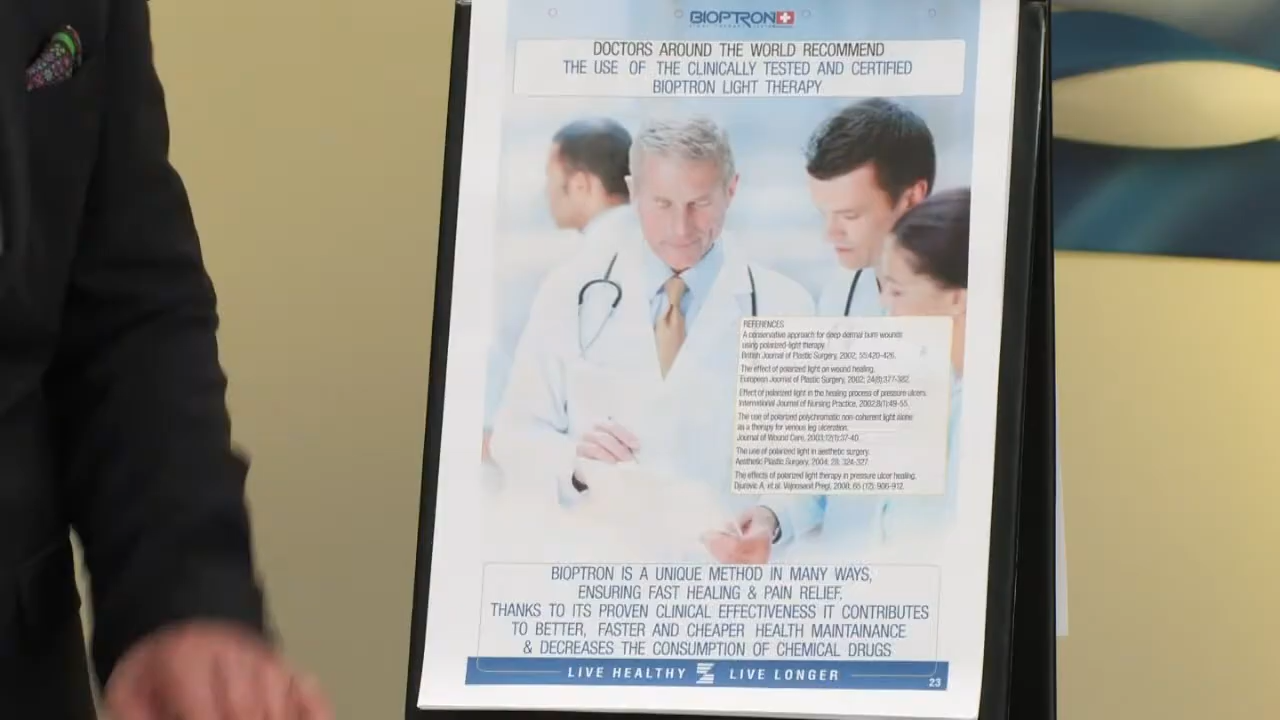 BIOPTRON
DOCTORS AROUND THE WORLD RECOMMEND
THE USE OF THE CLINICALLY TESTED AND CERTIFIED
BIOPTRON LIGHT THERAPY
REFERENCES
A conservative approach for deep dermal burn wounds
using polarized-light therapy.
British Journal of Plastic Surgery, 2002; 55:420-426.
The effect of polarized light on wound healing.
European Journal of Plastic Surgery, 2002; 24(8):377-382.
Effect of polarized light in the healing process of pressure ulcers.
International Journal of Nursing Practice, 2002;8(1):49-55.
The use of polarized polychromatic non-coherent light alone
as a therapy for venous leg ulceration.
Journal of Wound Care, 2003;12(1):37-40.
The use of polarized light in aesthetic surgery.
Aesthetic Plastic Surgery, 2004; 28; 324-327
The effects of polarized light therapy in pressure ulcer healing.
Djuravic A, et al. Vojnosanit Pregl, 2008; 65 (12): 906-912.
BIOPTRON IS A UNIQUE METHOD IN MANY WAYS,
ENSURING FAST HEALING & PAIN RELIEF,
THANKS TO ITS PROVEN CLINICAL EFFECTIVENESS IT CONTRIBUTES
TO BETTER, FASTER AND CHEAPER HEALTH MAINTAINANCE
& DECREASES THE CONSUMPTION OF CHEMICAL DRUGS
LIVE HEALTHY LIVE LONGER
23